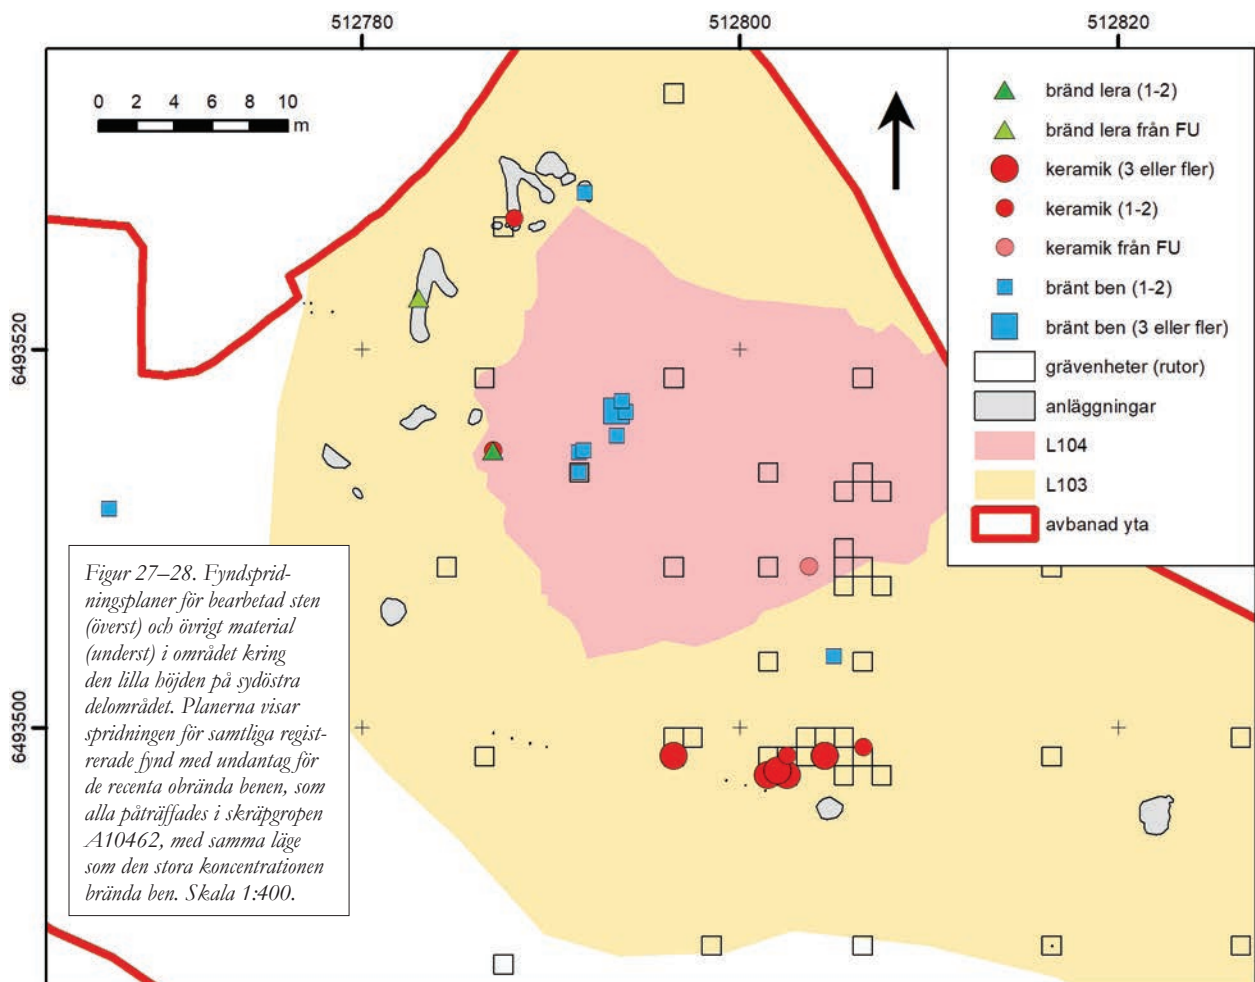 512780
512800
512820
0 2 4 6 8 10
m
6493520
6493500
bränd lera (1-2)
bränd lera från FU
keramik (3 eller fler)
keramik (1-2)
keramik från FU
bränt ben (1-2)
bränt ben (3 eller fler)
grävenheter (rutor)
anläggningar
L104
L103
avbanad yta
Figur 27–28. Fyndsprid-
ningsplaner för bearbetad sten
(överst) och övrigt material
(underst) i området kring
den lilla höjden på sydöstra
delområdet. Planerna visar
spridningen för samtliga regist-
rerade fynd med undantag för
de recenta obrända benen, som
alla påträffades i skräpgropen
A10462, med samma läge
som den stora koncentrationen
brända ben. Skala 1:400.